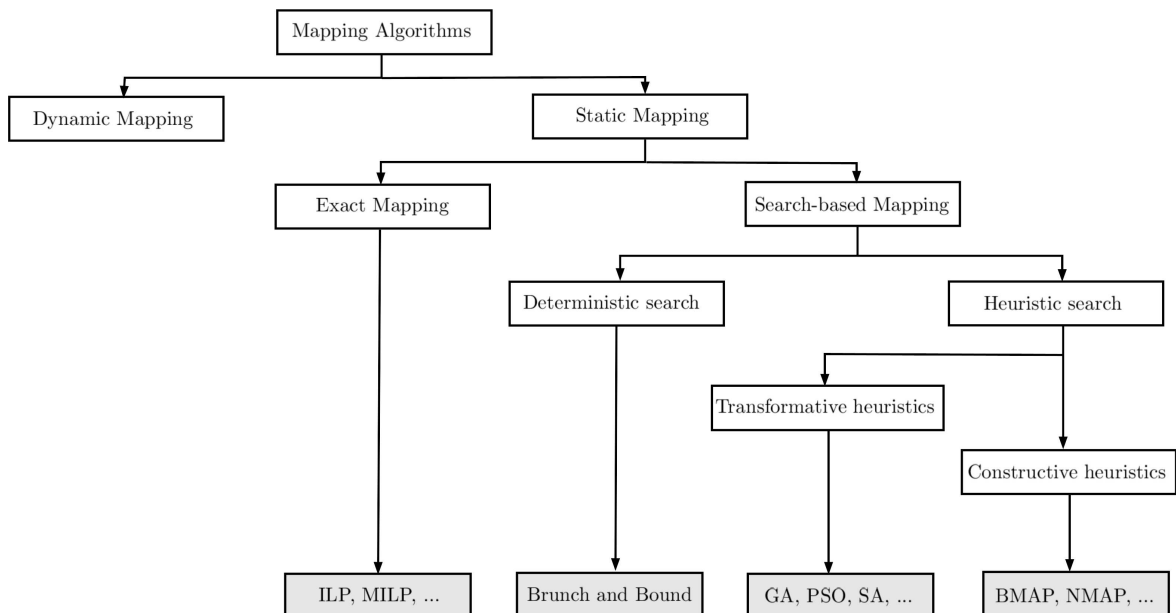 Mapping Algorithms
Dynamic Mapping
Static Mapping
Exact Mapping
Search-based Mapping
Deterministic search
Heuristic search
Transformative heuristics
Constructive heuristics
ILP, MILP, ...
Brunch and Bound
GA, PSO, SA, ...
BMAP, NMAP, ...